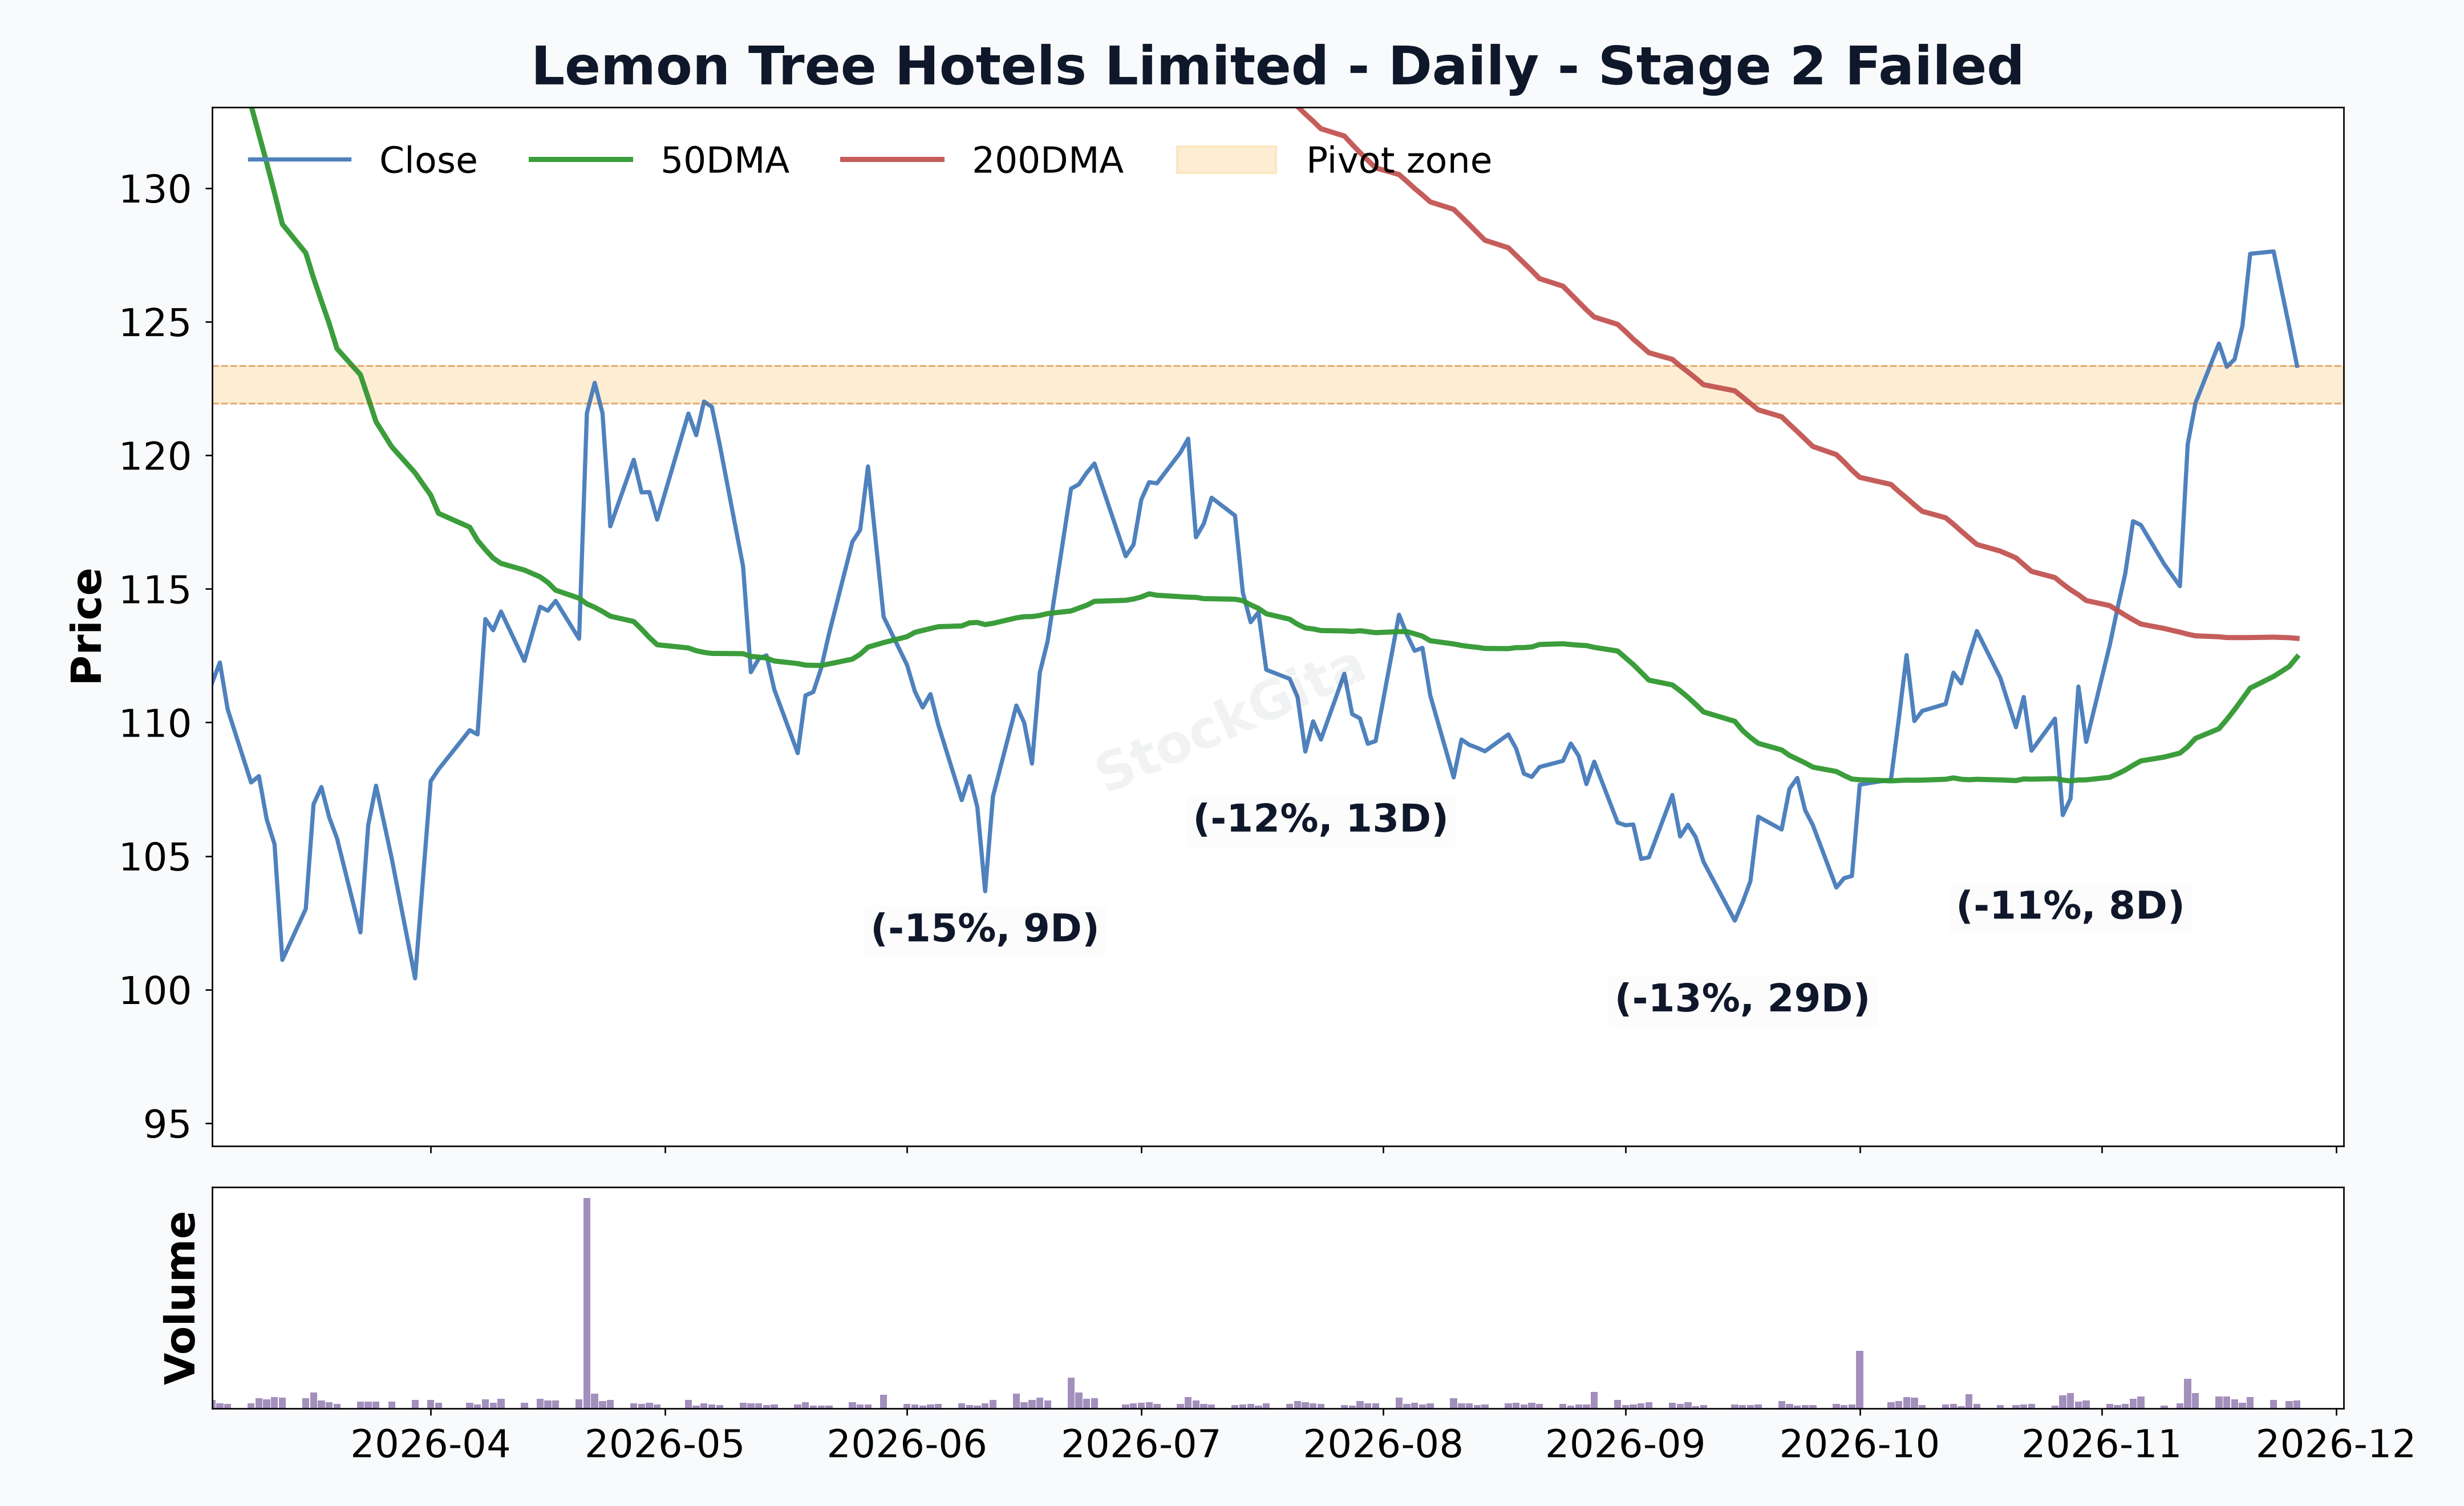 Lemon Tree Hotels Limited - Daily - Stage 2 Failed
Close
50DMA
200DMA
Pivot zone
Price
130
125
120
115
110
105
100
95
StockGita
(-12%, 13D)
(-15%, 9D)
(-11%, 8D)
(-13%, 29D)
Volume
2026-04
2026-05
2026-06
2026-07
2026-08
2026-09
2026-10
2026-11
2026-12